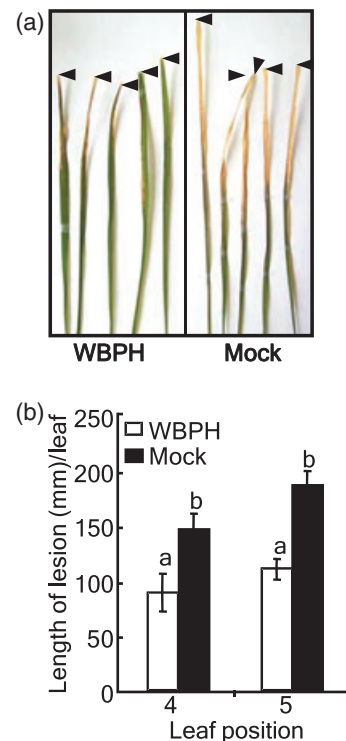 (a)
WBPH Mock
(b)
Length of lesion (mm)/leaf
250
200
150
100
50
0
WBPH
Mock
a b a b
4 5
Leaf position